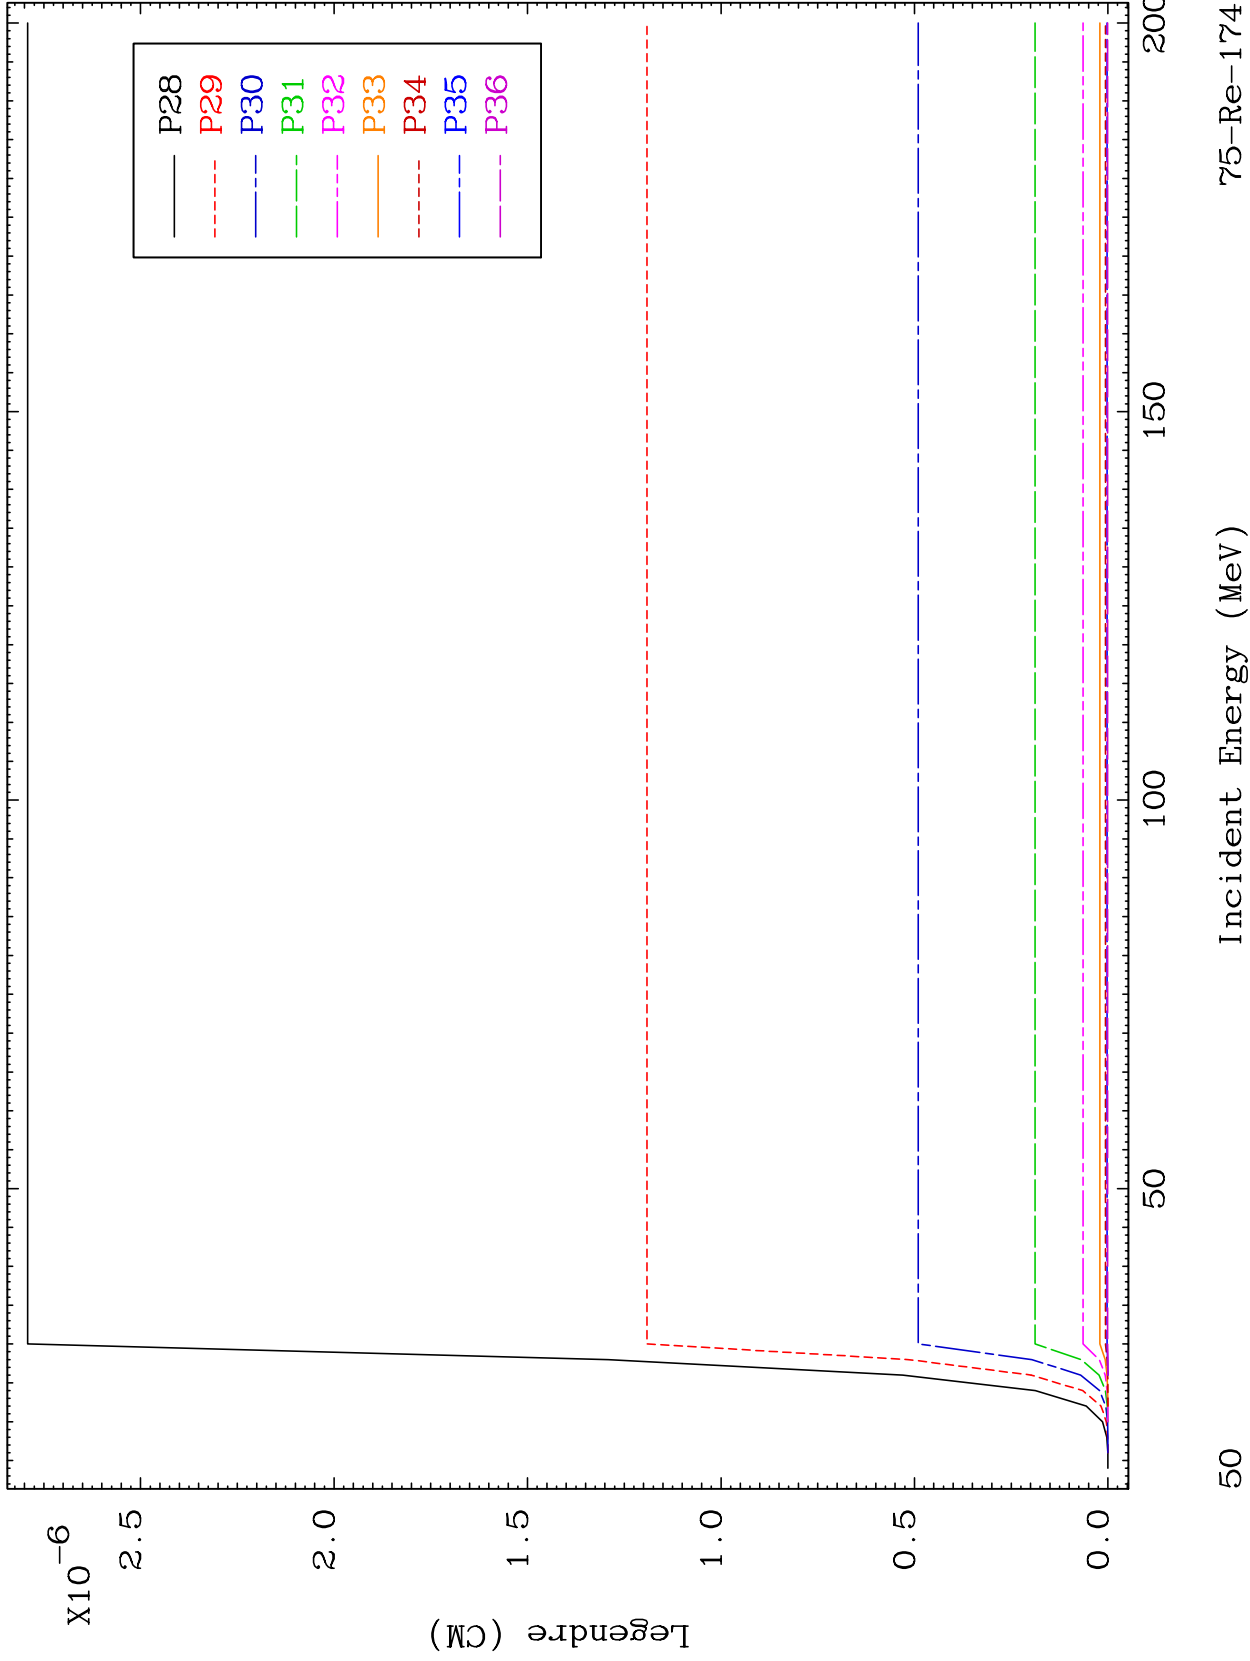 X10-6
2.5
2.0
1.5
1.0
0.5
0.0
Legendre (CM)
P28
P29
P30
P31
P32
P33
P34
P35
P36
50
100
150
200
Incident Energy (MeV)
50
75-Re-174